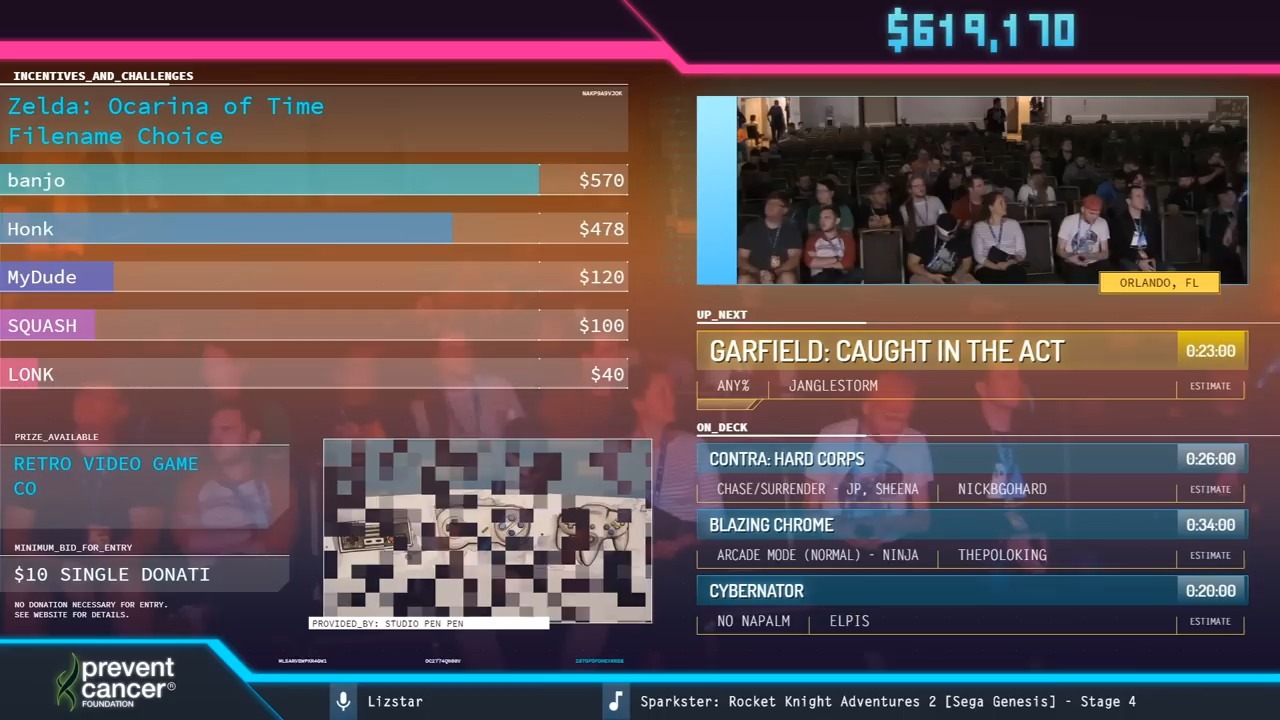 $619,170
INCENTIVES_AND_CHALLENGES
Zelda: Ocarina of Time
Filename Choice
banjo $570
Honk $478
MyDude $120
SQUASH $100
LONK $40
PRIZE_AVAILABLE
RETRO VIDEO GAME
CO
MINIMUM_BID_FOR_ENTRY
$10 SINGLE DONATI
NO DONATION NECESSARY FOR ENTRY.
SEE WEBSITE FOR DETAILS.
PROVIDED_BY: STUDIO PEN PEN
ORLANDO, FL
UP_NEXT
GARFIELD: CAUGHT IN THE ACT 0:23:00
ANY% JANGLESTORM ESTIMATE
ON_DECK
CONTRA: HARD CORPS 0:26:00
CHASE/SURRENDER - JP, SHEENA NICKBGOHARD ESTIMATE
BLAZING CHROME 0:34:00
ARCADE MODE (NORMAL) - NINJA THEPOLOKING ESTIMATE
CYBERNATOR 0:20:00
NO NAPALM ELPIS ESTIMATE
prevent
cancer®
FOUNDATION
Lizstar
Sparkster: Rocket Knight Adventures 2 [Sega Genesis] - Stage 4